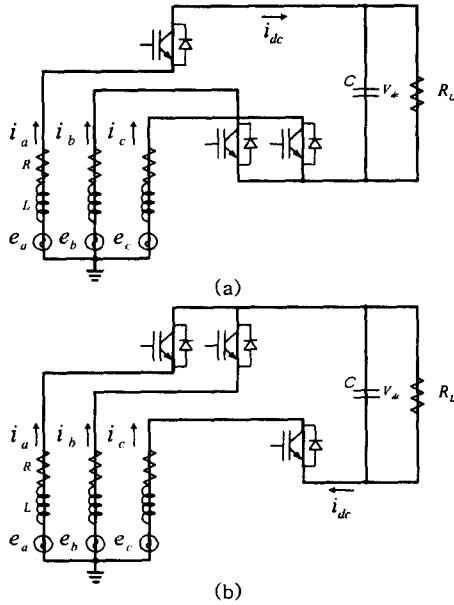 i_dc
C V_dc R_L
i_a i_b i_c
R
L
e_a e_b e_c
(a)
C V_dc R_L
i_a i_b i_c
R
L
i_dc
e_a e_b e_c
(b)